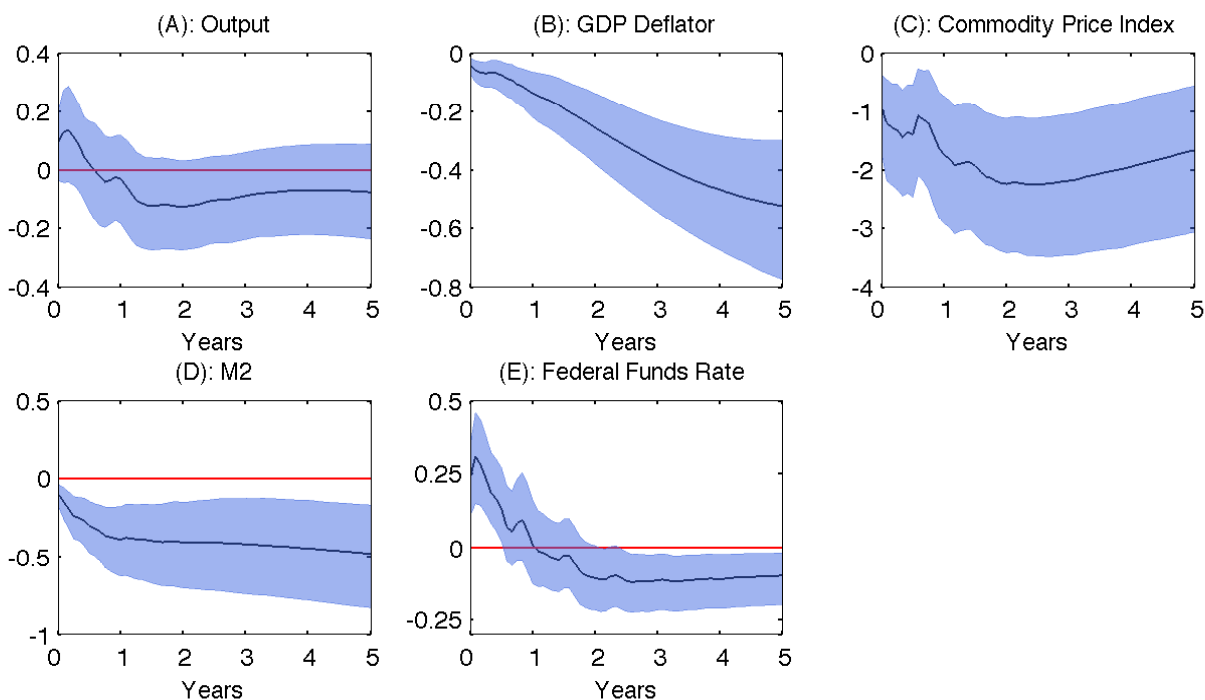 (A): Output
0.4
0.2
0
-0.2
-0.4
0 1 2 3 4 5
Years
(B): GDP Deflator
0
-0.2
-0.4
-0.6
-0.8
0 1 2 3 4 5
Years
(C): Commodity Price Index
0
-1
-2
-3
-4
0 1 2 3 4 5
Years
(D): M2
0.5
0
-0.5
-1
0 1 2 3 4 5
Years
(E): Federal Funds Rate
0.5
0.25
0
-0.25
0 1 2 3 4 5
Years